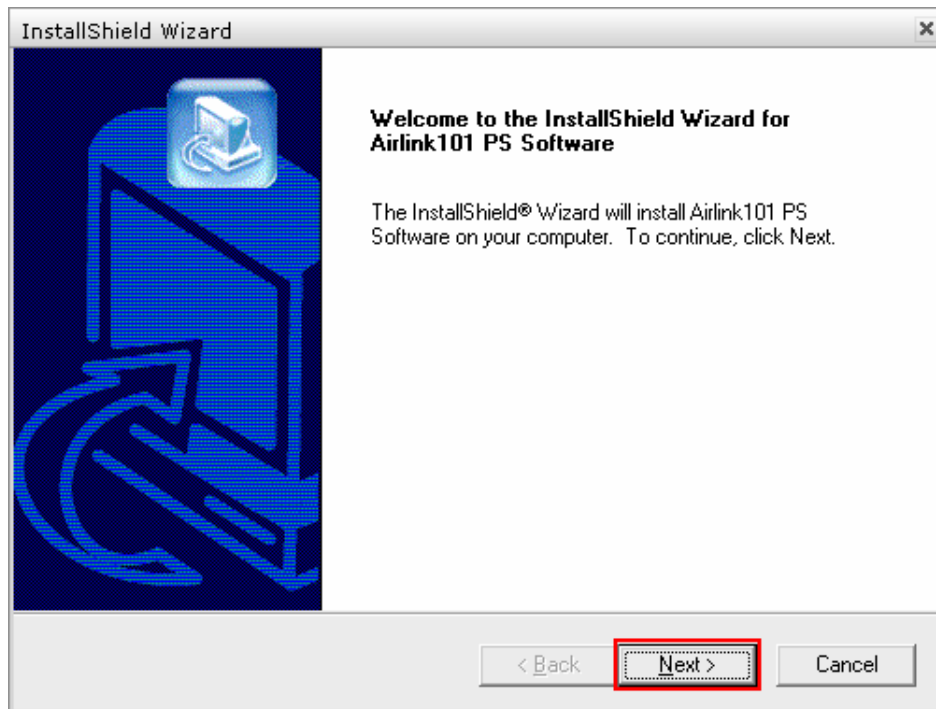 InstallShield Wizard
Welcome to the InstallShield Wizard for
Airlink101 PS Software
The InstallShield® Wizard will install Airlink101 PS
Software on your computer.  To continue, click Next.
< Back
Next >
Cancel